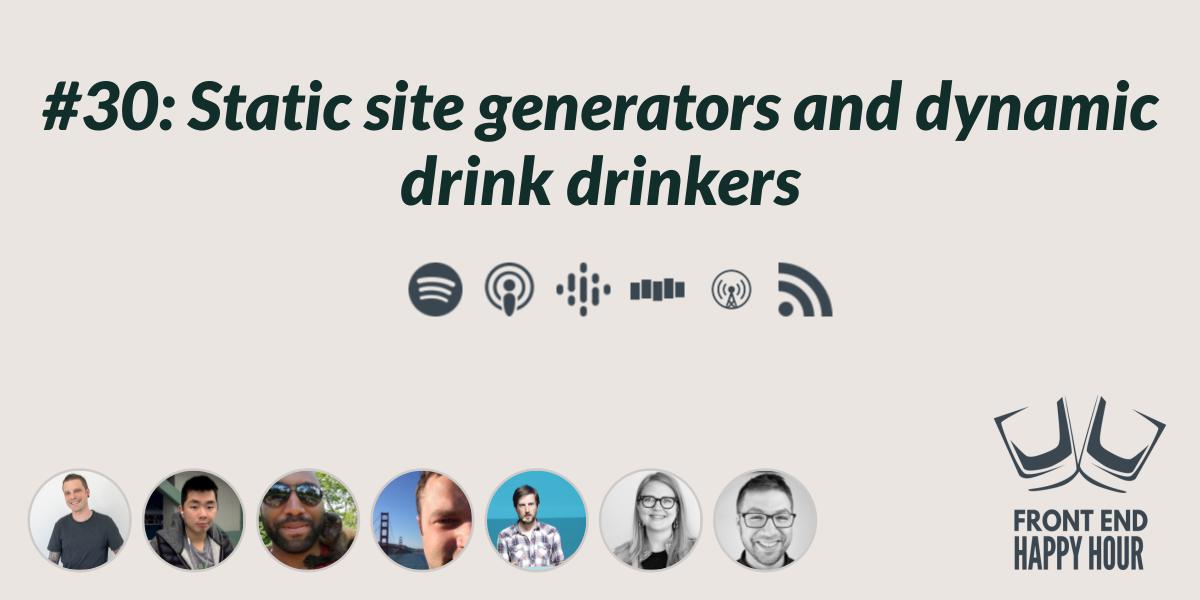 #30: Static site generators and dynamic
drink drinkers
FRONT END
HAPPY HOUR